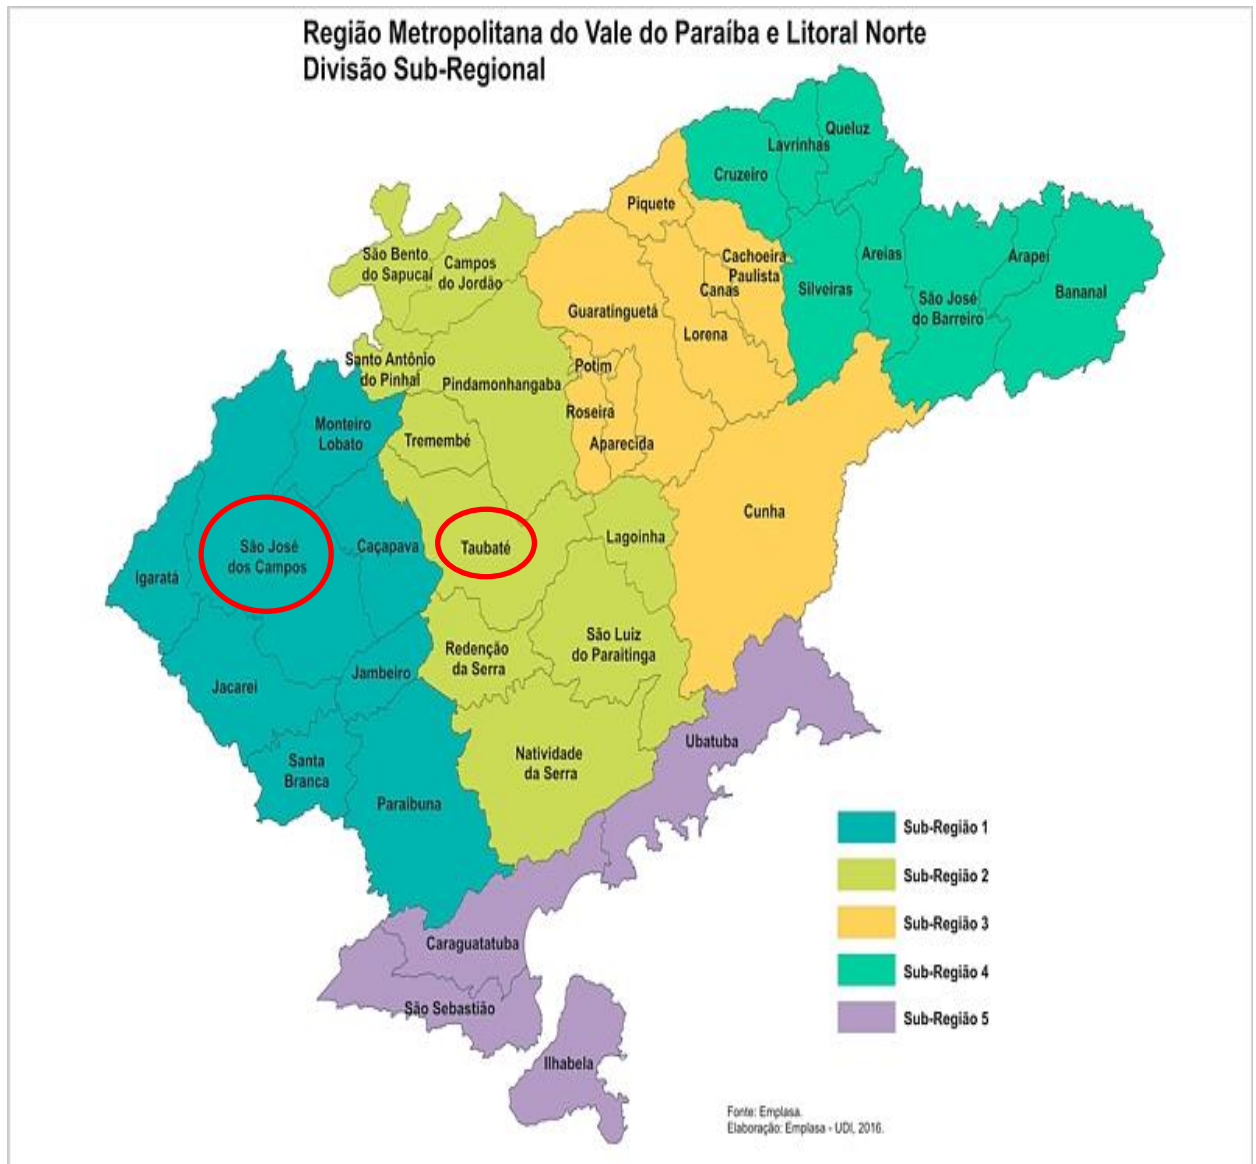 Região Metropolitana do Vale do Paraíba e Litoral Norte
Divisão Sub-Regional
Queluz
Lavrinhas
Cruzeiro
Piquete
Cachoeira
Paulista
Canas
Silveiras
Areias
São José
do Barreiro
Arapei
Bananal
São Bento
do Sapucaí
Campos
do Jordão
Guaratinguetá
Lorena
Santo Antônio
do Pinhal
Pindamonhangaba
Potim
Roseira
Aparecida
Monteiro
Lobato
Tremembé
Cunha
São José
dos Campos
Caçapava
Taubaté
Lagoinha
Igaratá
Redenção
da Serra
São Luiz
do Paraitinga
Jacarei
Jambeiro
Santa
Branca
Paraibuna
Natividade
da Serra
Ubatuba
Caraguatatuba
São Sebastião
Ilhabela
Sub-Região 1
Sub-Região 2
Sub-Região 3
Sub-Região 4
Sub-Região 5
Fonte: Emplasa.
Elaboração: Emplasa - UDI, 2016.